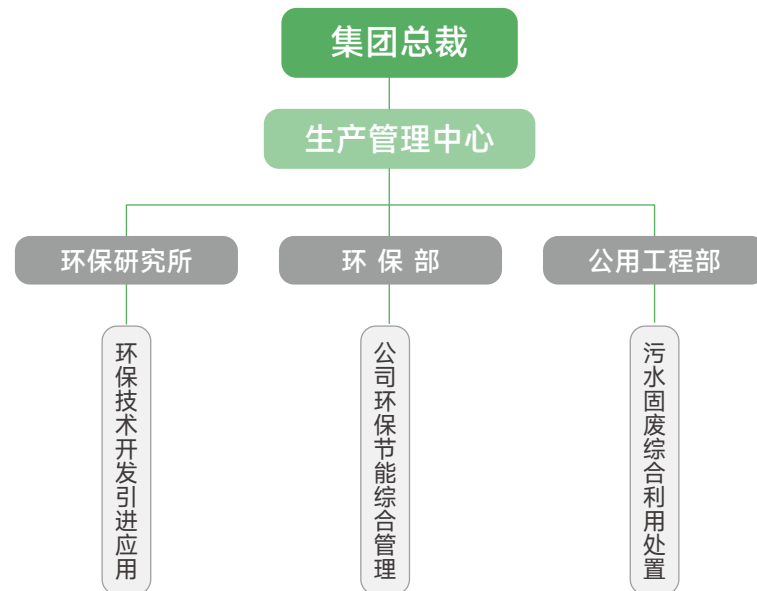 集团总裁
生产管理中心
环保研究所
环 保 部
公用工程部
环保技术开发引进应用
公司环保节能综合管理
污水固废综合利用处置